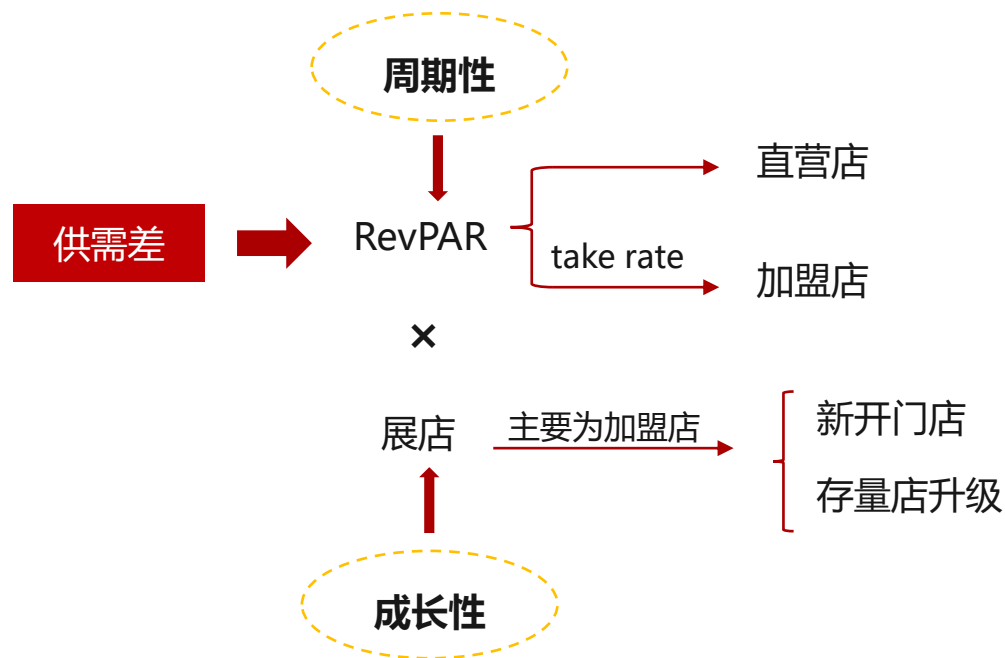 周期性
直营店
供需差
RevPAR
take rate
加盟店
×
展店
主要为加盟店
新开门店
存量店升级
成长性